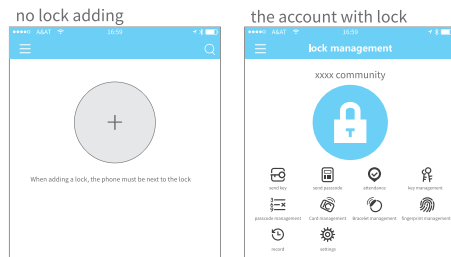 no lock adding
the account with lock
●●●●○ A&AT 16:59
●●●●○ A&AT 16:59
lock management
xxxx community
When adding a lock, the phone must be next to the lock
send key send passcode attendance key management
passcode management Card management Bracelet management fingerprint management
record settings